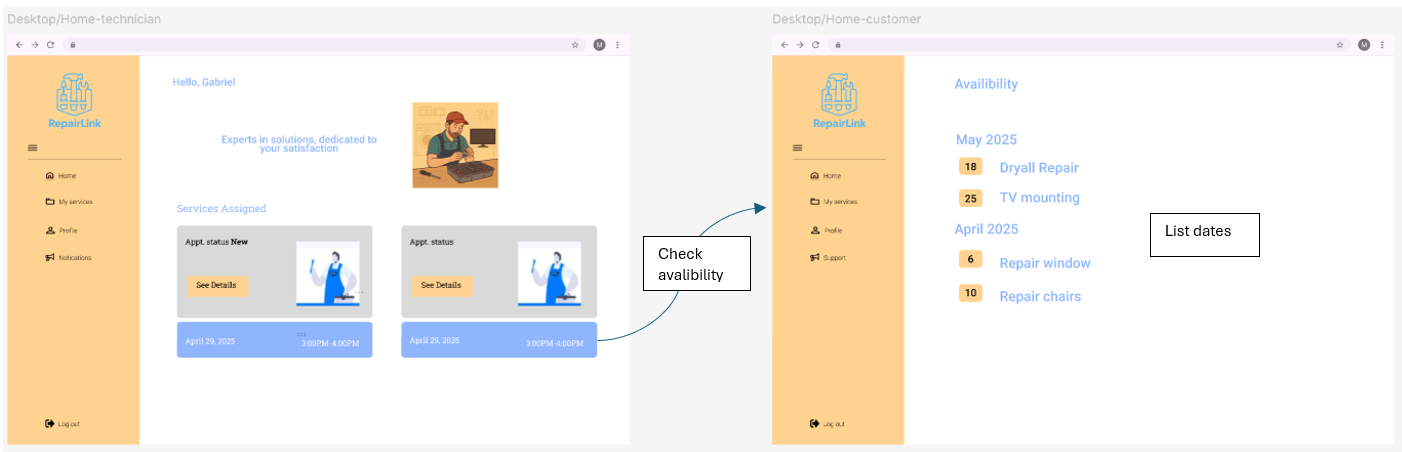 Desktop/Home-technician
M
RepairLink
Home
My services
Profile
Notications
Log out
Hello, Gabriel
Experts in solutions, dedicated to
your satisfaction
Services Assigned
Appt. status New
See Details
April 29, 2025
3:00PM-4:00PM
Appt. status
See Details
April 29, 2025
3:00PM-4:00PM
Check
avalibility
Desktop/Home-customer
M
RepairLink
Home
My services
Profile
Support
Log out
Availibility
May 2025
18 Dryall Repair
25 TV mounting
April 2025
6 Repair window
10 Repair chairs
List dates